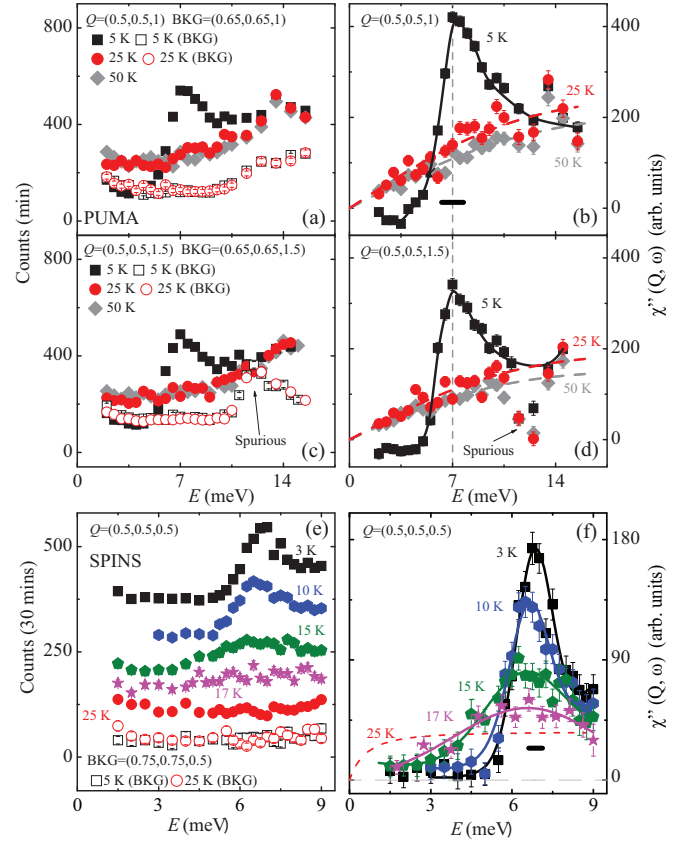 Q=(0.5,0.5,1) BKG=(0.65,0.65,1)
5 K 5 K (BKG)
25 K 25 K (BKG)
50 K
800
400
0
PUMA
(a)
Q=(0.5,0.5,1)
5 K
25 K
50 K
(b)
400
200
0
Counts (min)
χ’’ (Q, ω) (arb. units)
Q=(0.5,0.5,1.5) BKG=(0.65,0.65,1.5)
5 K 5 K (BKG)
25 K 25 K (BKG)
50 K
800
400
0
Spurious
(c)
0 7 14
E (meV)
Q=(0.5,0.5,1.5)
5 K
25 K
50 K
Spurious
(d)
400
200
0
0 7 14
E (meV)
Q=(0.5,0.5,0.5)
(e)
SPINS
3 K
10 K
15 K
17 K
25 K
BKG=(0.75,0.75,0.5)
5 K (BKG) 25 K (BKG)
500
250
0
Counts (30 mins)
0 3 6 9
E (meV)
Q=(0.5,0.5,0.5)
(f)
3 K
10 K
15 K
17 K
25 K
180
90
0
χ’’ (Q, ω) (arb. units)
0 3 6 9
E (meV)